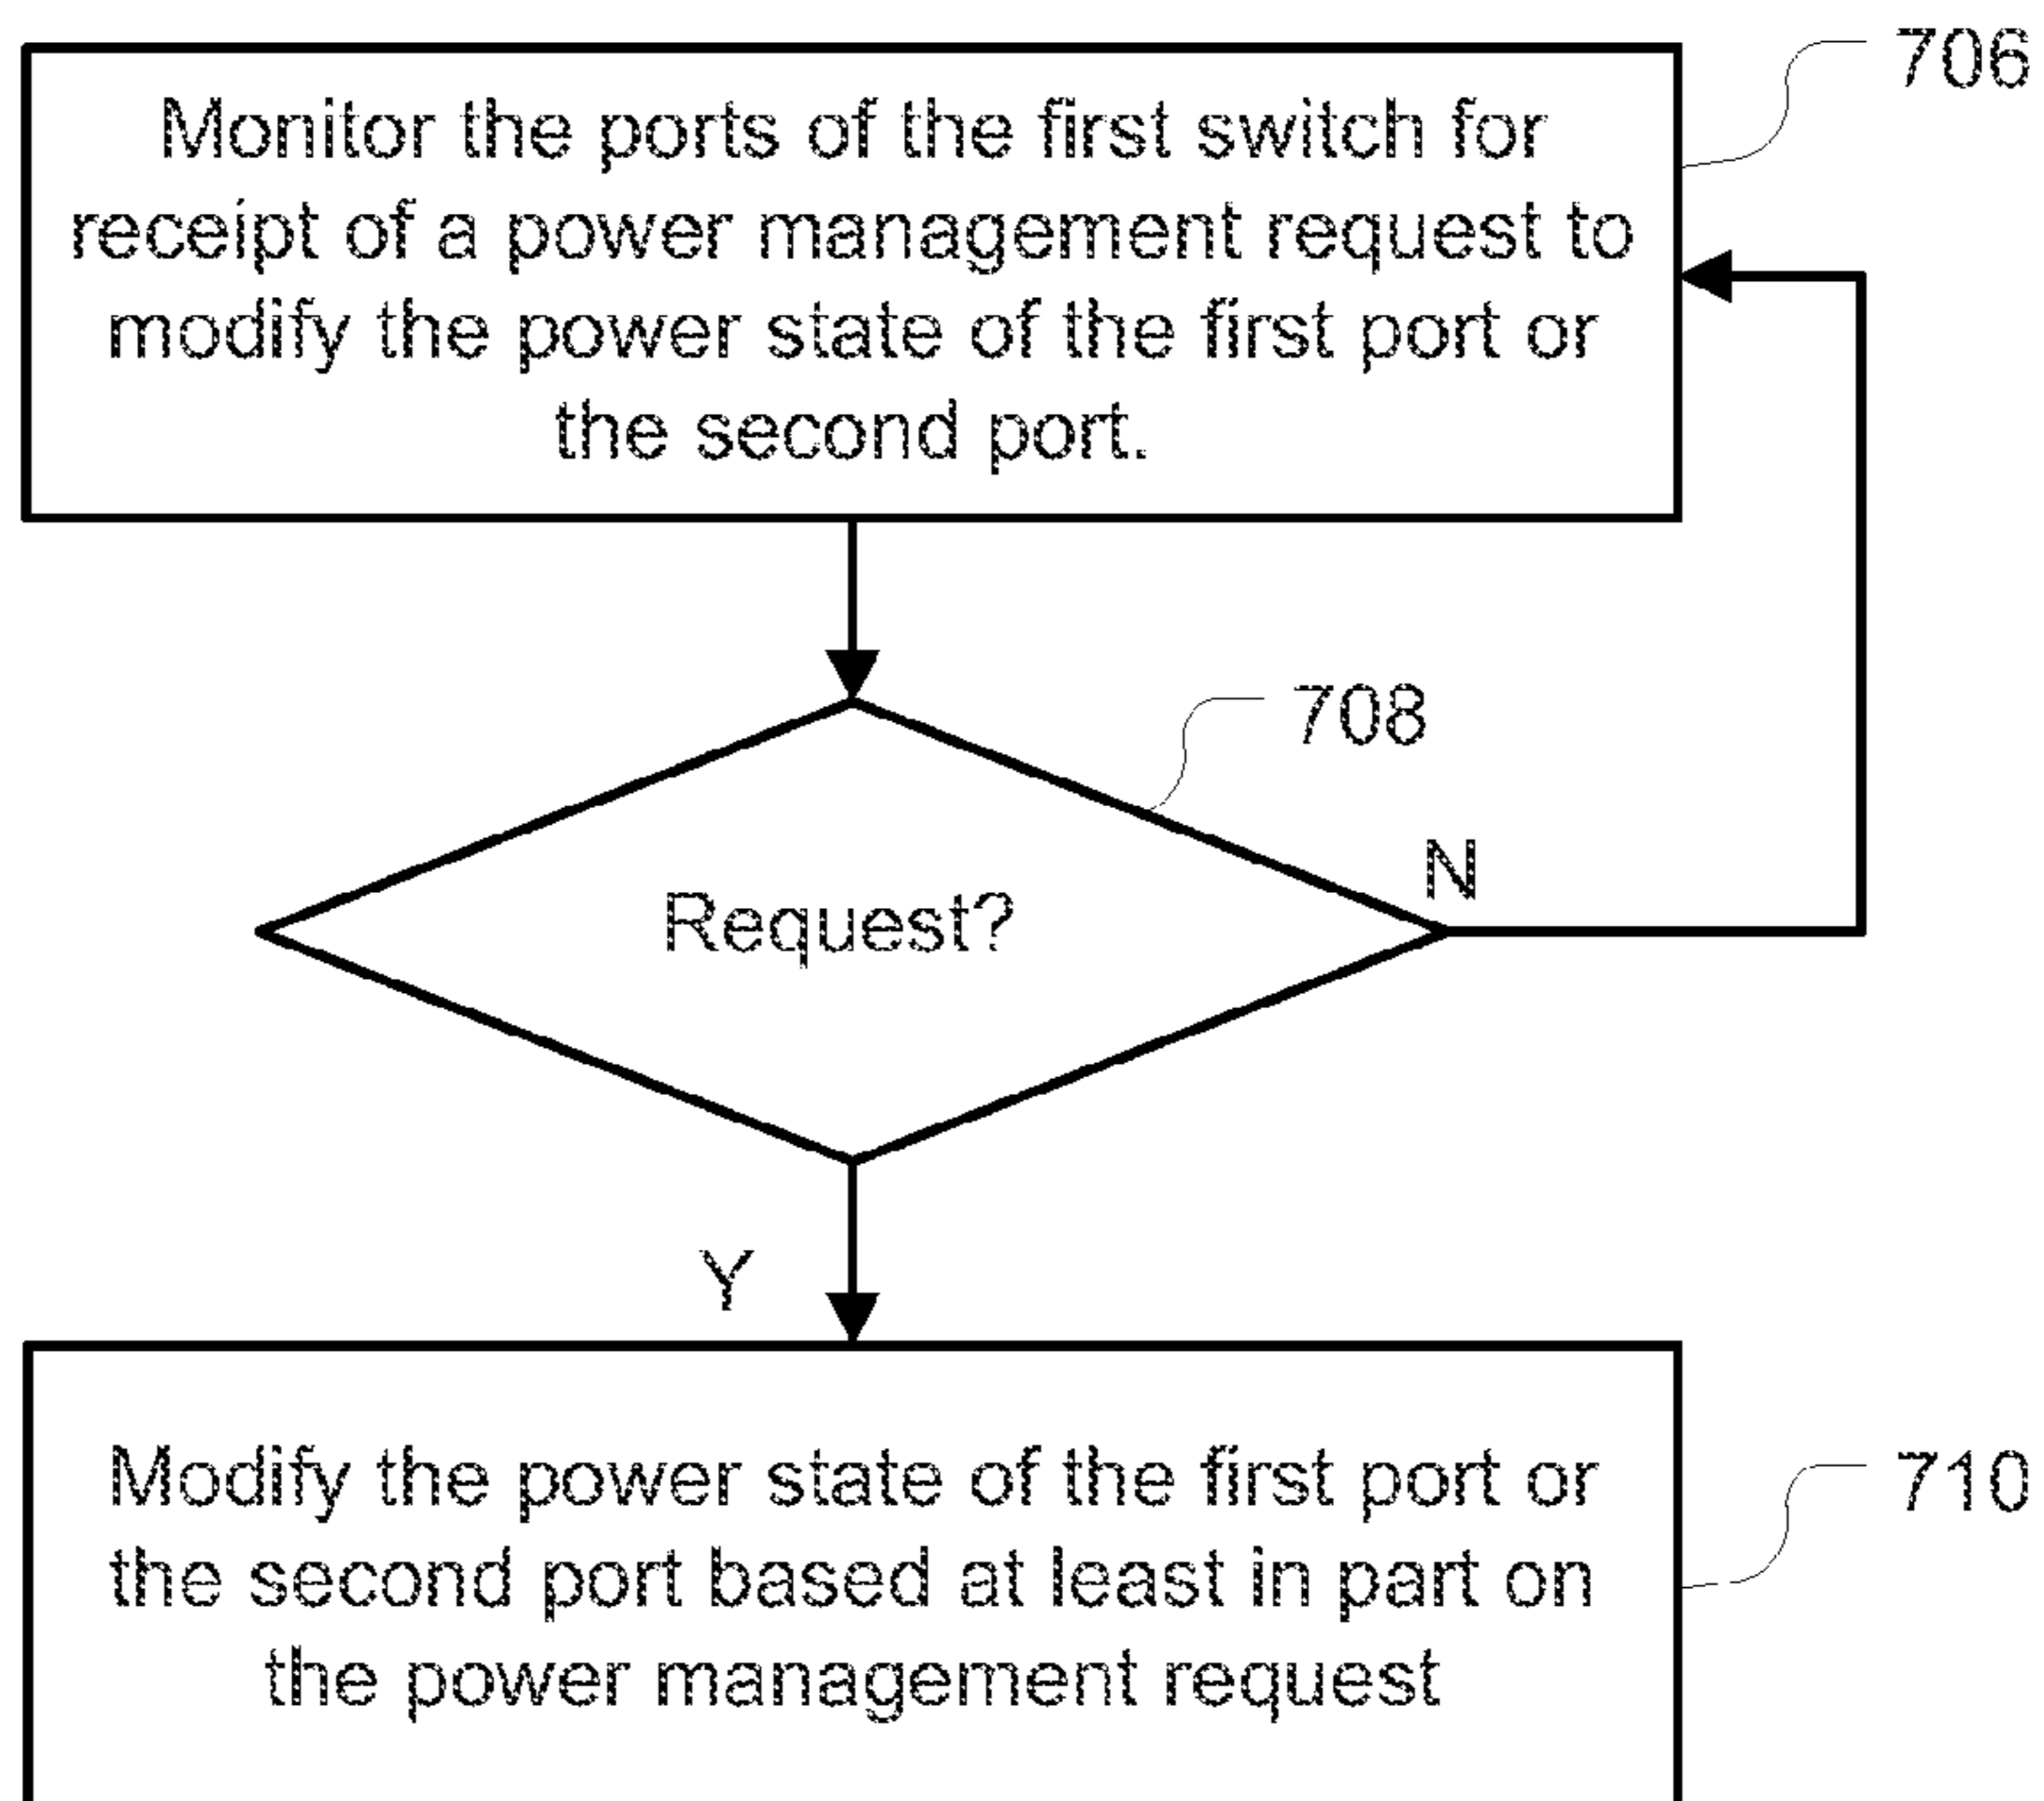 706
Monitor the ports of the first switch for
receipt of a power management request to
modify the power state of the first port or
the second port.
708
N
Request?
Y
Modify the power state of the first port or
the second port based at least in part on
the power management request
710